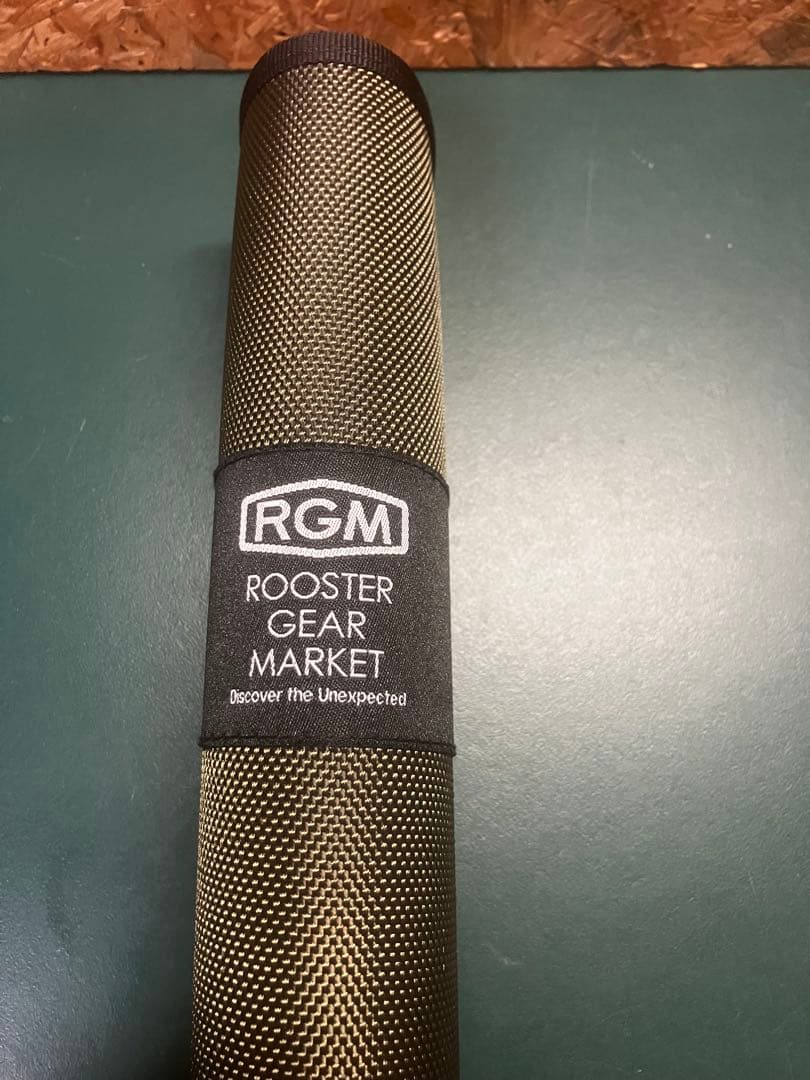 RGM
ROOSTER
GEAR
MARKET
Discover the Unexpected